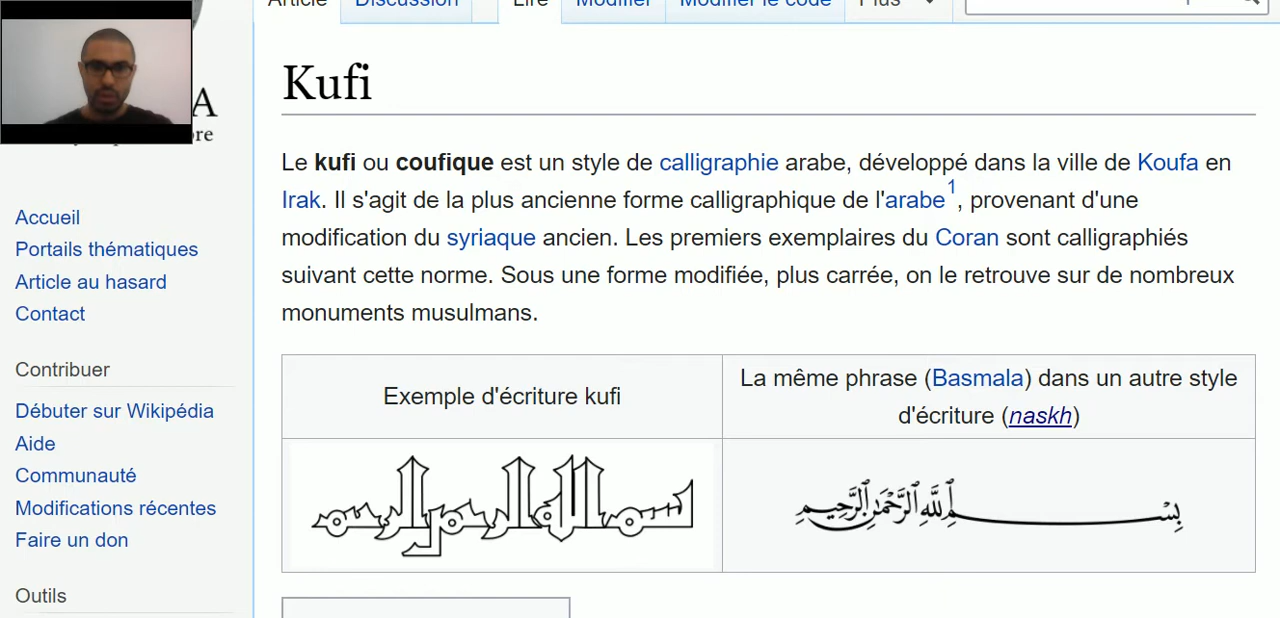 Article Discussion Lire Modifier Modifier le code Plus
Kufi
Le kufi ou coufique est un style de calligraphie arabe, développé dans la ville de Koufa en
Irak. Il s'agit de la plus ancienne forme calligraphique de l'arabe1, provenant d'une
modification du syriaque ancien. Les premiers exemplaires du Coran sont calligraphiés
suivant cette norme. Sous une forme modifiée, plus carrée, on le retrouve sur de nombreux
monuments musulmans.
Exemple d'écriture kufi
La même phrase (Basmala) dans un autre style
d'écriture (naskh)
بسم الله الرحمن الرحيم
بِسْمِ ٱللَّهِ ٱلرَّحْمَٰنِ ٱلرَّحِيمِ
Accueil
Portails thématiques
Article au hasard
Contact
Contribuer
Débuter sur Wikipédia
Aide
Communauté
Modifications récentes
Faire un don
Outils